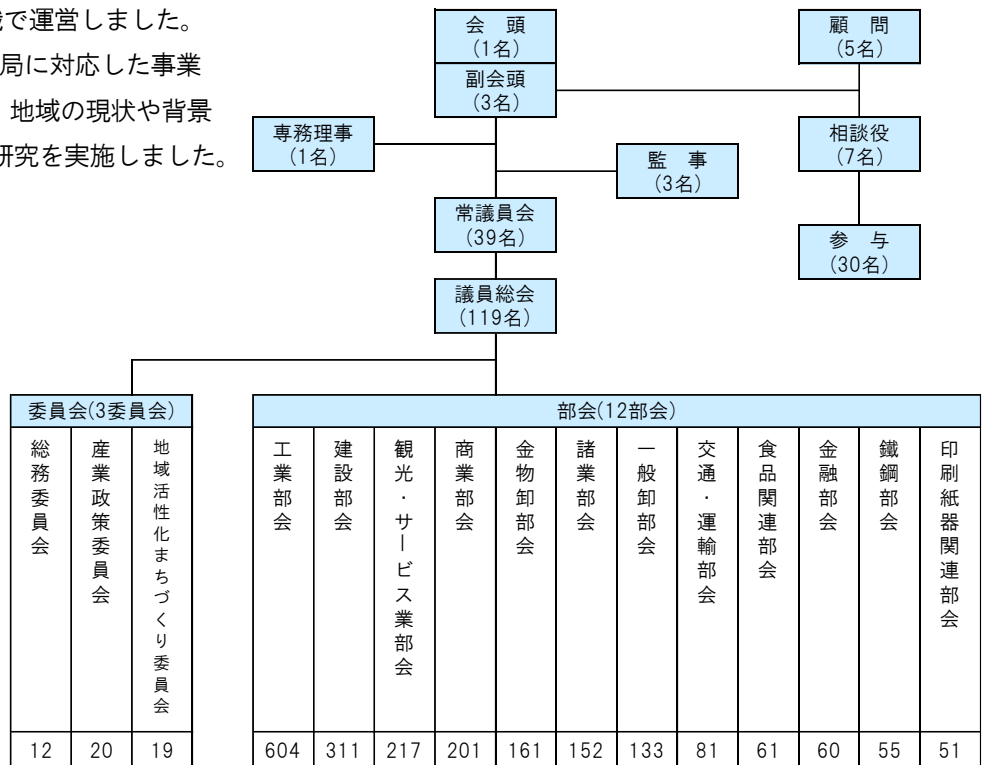 で運営しました。
局に対応した事業
地域の現状や背景
研究を実施しました。
会　頭
(1名)
副会頭
(3名)
顧　問
(5名)
専務理事
(1名)
監　事
(3名)
相談役
(7名)
常議員会
(39名)
参　与
(30名)
議員総会
(119名)
委員会(3委員会)
総務委員会
産業政策委員会
地域活性化まちづくり委員会
12 20 19
部会(12部会)
工業部会
建設部会
観光・サービス業部会
商業部会
金物卸部会
諸業部会
一般卸部会
交通・運輸部会
食品関連部会
金融部会
鐵鋼部会
印刷紙器関連部会
604 311 217 201 161 152 133 81 61 60 55 51